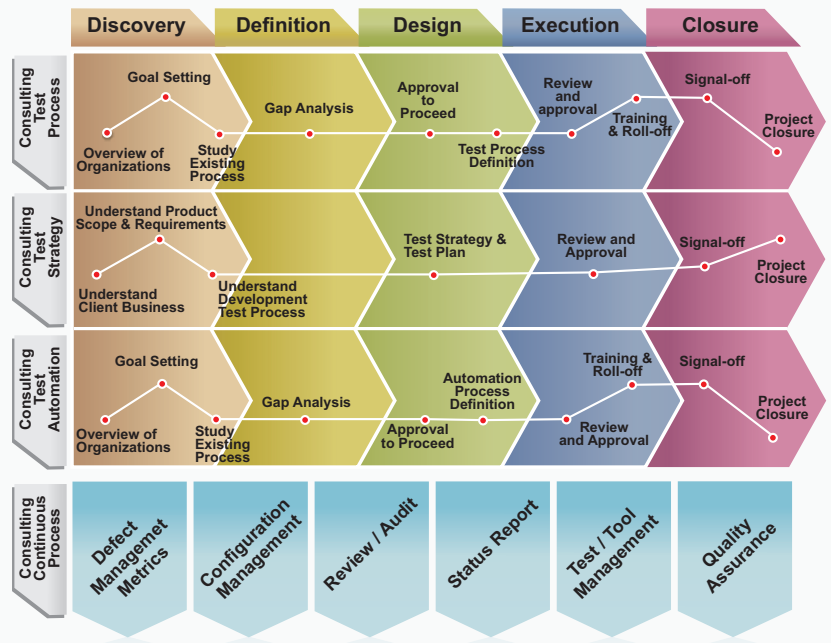 Discovery
Definition
Design
Execution
Closure
Consulting
Test
Process
Goal Setting
Overview of
Organizations
Study
Existing
Process
Gap Analysis
Approval
to
Proceed
Test Process
Definition
Review
and
approval
Training
& Roll-off
Signal-off
Project
Closure
Consulting
Test
Strategy
Understand Product
Scope & Requirements
Understand
Client Business
Understand
Development
Test Process
Test Strategy &
Test Plan
Review and
Approval
Signal-off
Project
Closure
Consulting
Test
Automation
Goal Setting
Overview of
Organizations
Study
Existing
Process
Gap Analysis
Approval
to Proceed
Automation
Process
Definition
Review
and Approval
Training &
Roll-off
Signal-off
Project
Closure
Consulting
Continuous
Process
Defect
Managemet
Metrics
Configuration
Management
Review / Audit
Status Report
Test / Tool
Management
Quality
Assurance